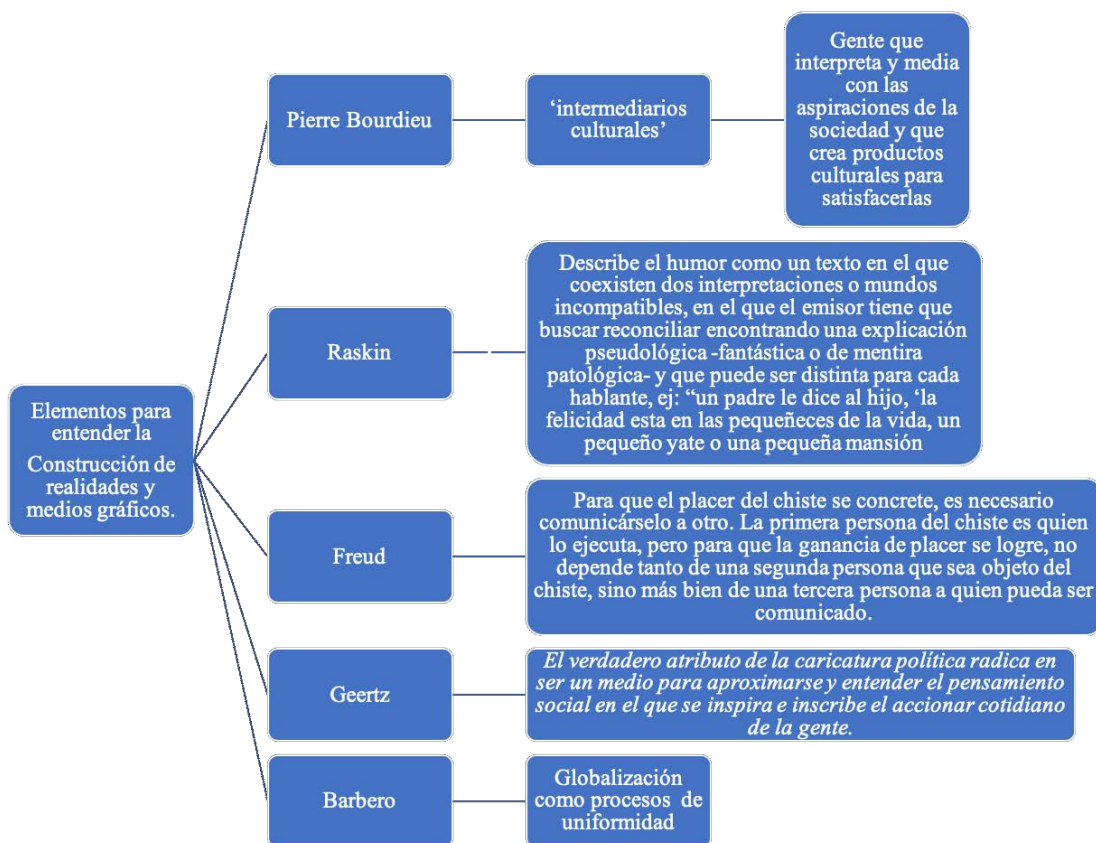 Elementos para
entender la
Construcción de
realidades y
medios gráficos.
Pierre Bourdieu
‘intermediarios
culturales’
Gente que
interpreta y media
con las
aspiraciones de la
sociedad y que
crea productos
culturales para
satisfacerlas
Raskin
Describe el humor como un texto en el que
coexisten dos interpretaciones o mundos
incompatibles, en el que el emisor tiene que
buscar reconciliar encontrando una explicación
pseudológica -fantástica o de mentira
patológica- y que puede ser distinta para cada
hablante, ej: “un padre le dice al hijo, ‘la
felicidad esta en las pequeñeces de la vida, un
pequeño yate o una pequeña mansión
Freud
Para que el placer del chiste se concrete, es necesario
comunicárselo a otro. La primera persona del chiste es quien
lo ejecuta, pero para que la ganancia de placer se logre, no
depende tanto de una segunda persona que sea objeto del
chiste, sino más bien de una tercera persona a quien pueda ser
comunicado.
Geertz
El verdadero atributo de la caricatura política radica en
ser un medio para aproximarse y entender el pensamiento
social en el que se inspira e inscribe el accionar cotidiano
de la gente.
Barbero
Globalización
como procesos de
uniformidad